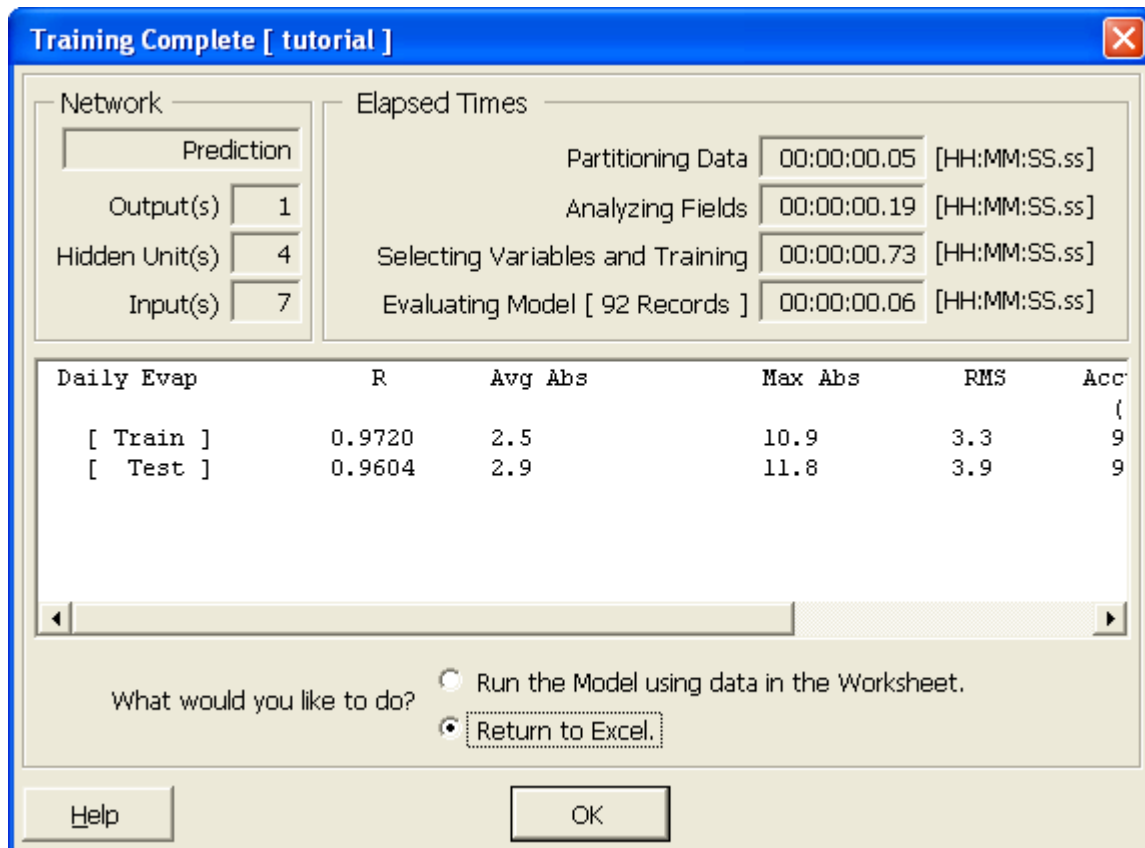 Training Complete [ tutorial ]
Network
Prediction
Output(s) 1
Hidden Unit(s) 4
Input(s) 7
Elapsed Times
Partitioning Data 00:00:00.05 [HH:MM:SS.ss]
Analyzing Fields 00:00:00.19 [HH:MM:SS.ss]
Selecting Variables and Training 00:00:00.73 [HH:MM:SS.ss]
Evaluating Model [ 92 Records ] 00:00:00.06 [HH:MM:SS.ss]
Daily Evap R Avg Abs Max Abs RMS Acc
(
[ Train ] 0.9720 2.5 10.9 3.3 9
[ Test ] 0.9604 2.9 11.8 3.9 9
What would you like to do?
Run the Model using data in the Worksheet.
Return to Excel.
Help OK